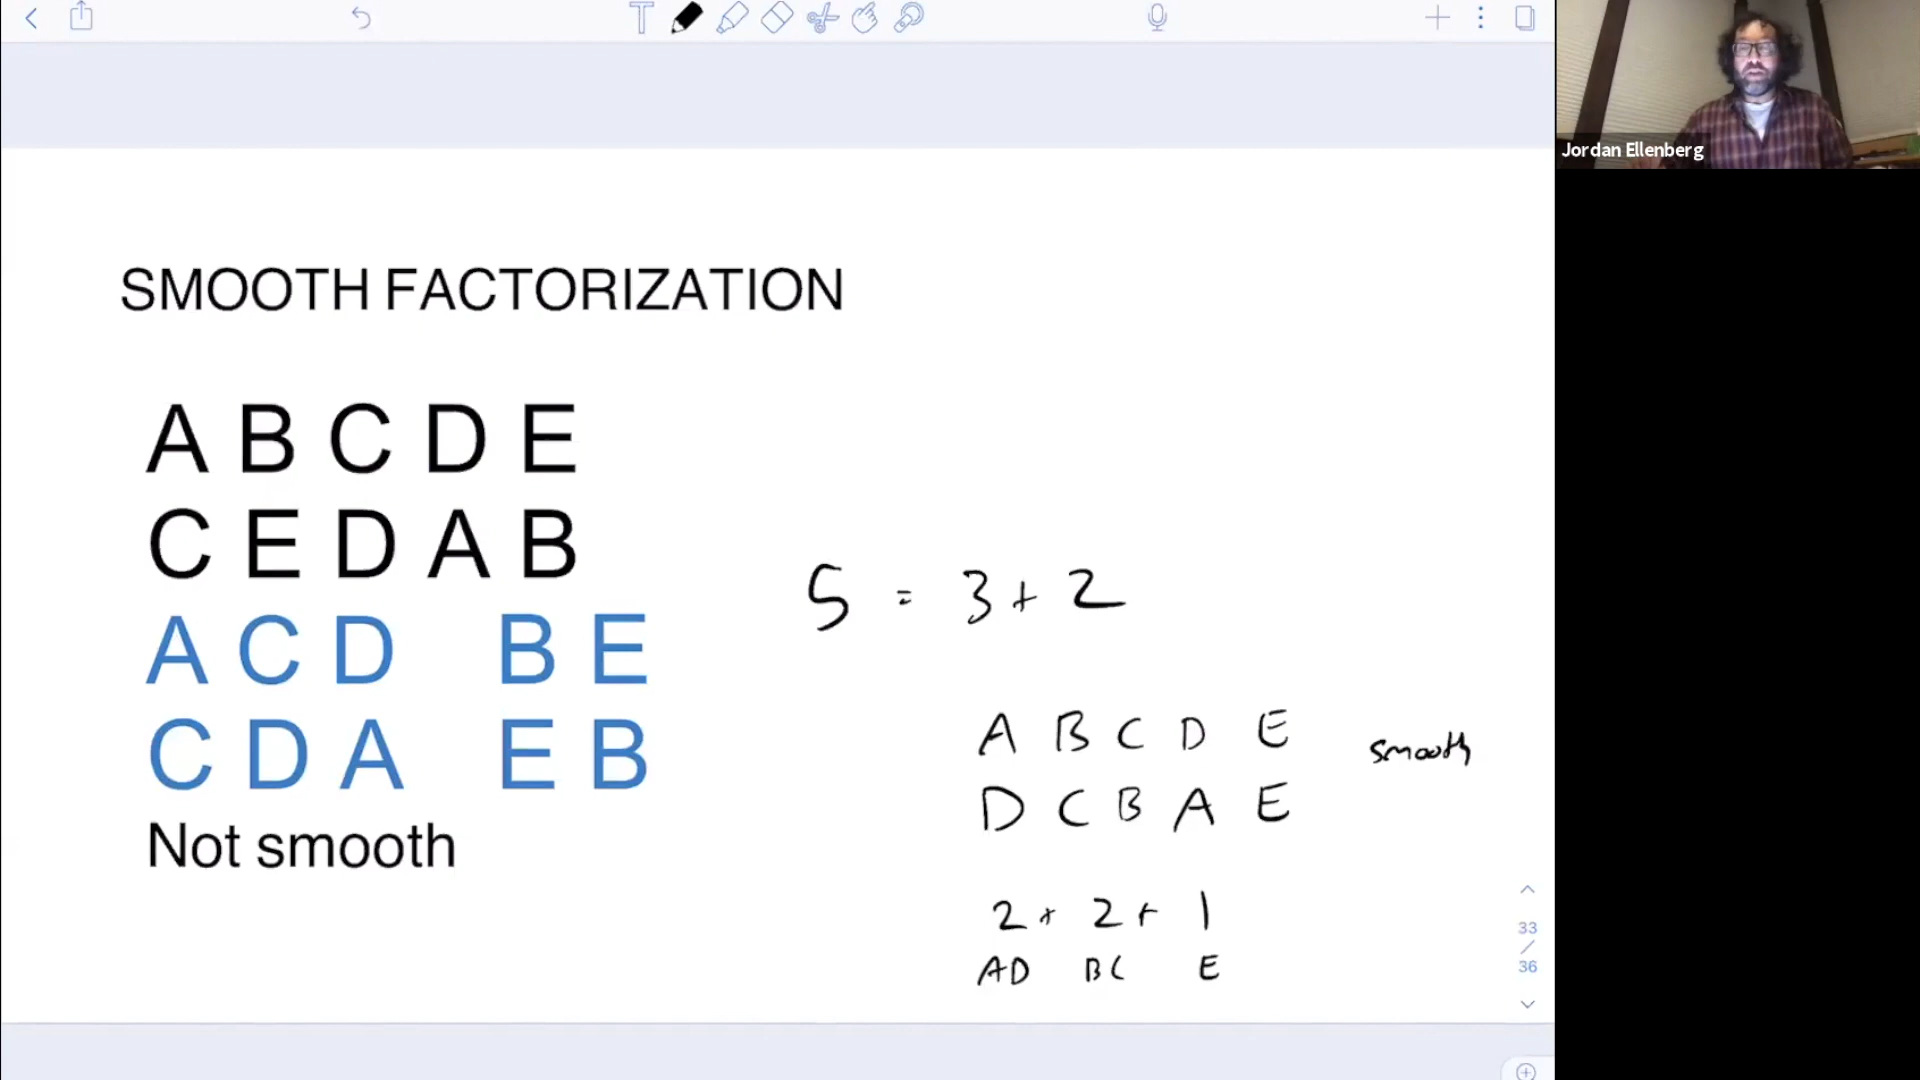 Jordan Ellenberg
SMOOTH FACTORIZATION
A B C D E
C E D A B
A C D B E
C D A E B
Not smooth
5 = 3 + 2
A B C D E smooth
D C B A E
2 + 2 + 1
AD BC E
33
/
36